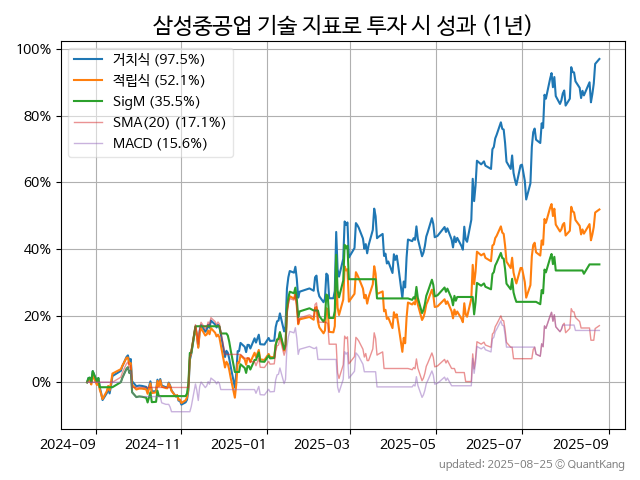 삼성중공업 기술 지표로 투자 시 성과 (1년)
100%
80%
60%
40%
20%
0%
거치식 (97.5%)
적립식 (52.1%)
SigM (35.5%)
SMA(20) (17.1%)
MACD (15.6%)
2024-09
2024-11
2025-01
2025-03
2025-05
2025-07
2025-09
updated: 2025-08-25 ⓒ QuantKang